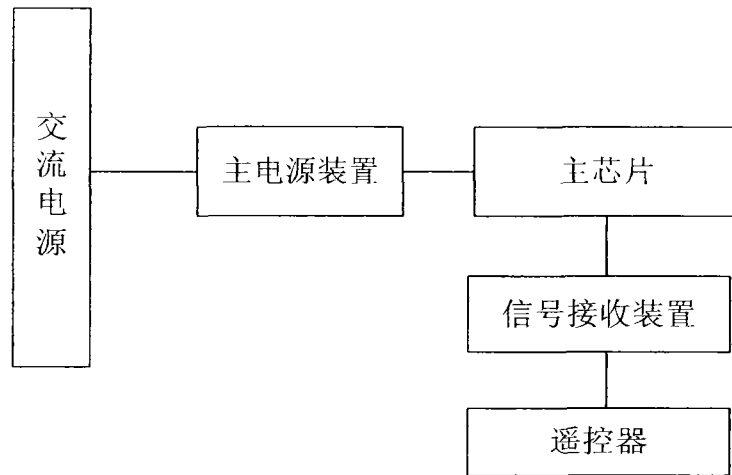 交流电源
主电源装置
主芯片
信号接收装置
遥控器